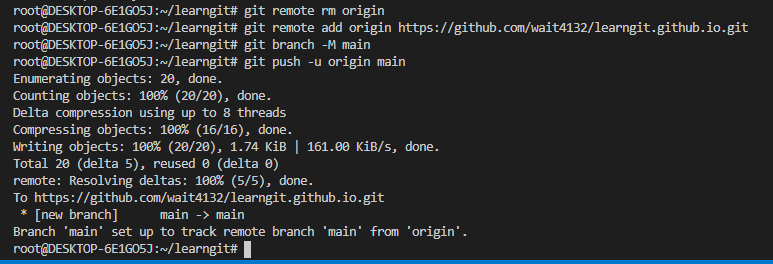 root@DESKTOP-6E1GO5J:~/learngit# git remote rm origin
root@DESKTOP-6E1GO5J:~/learngit# git remote add origin https://github.com/wait4132/learngit.github.io.git
root@DESKTOP-6E1GO5J:~/learngit# git branch -M main
root@DESKTOP-6E1GO5J:~/learngit# git push -u origin main
Enumerating objects: 20, done.
Counting objects: 100% (20/20), done.
Delta compression using up to 8 threads
Compressing objects: 100% (16/16), done.
Writing objects: 100% (20/20), 1.74 KiB | 161.00 KiB/s, done.
Total 20 (delta 5), reused 0 (delta 0)
remote: Resolving deltas: 100% (5/5), done.
To https://github.com/wait4132/learngit.github.io.git
 * [new branch]      main -> main
Branch 'main' set up to track remote branch 'main' from 'origin'.
root@DESKTOP-6E1GO5J:~/learngit#